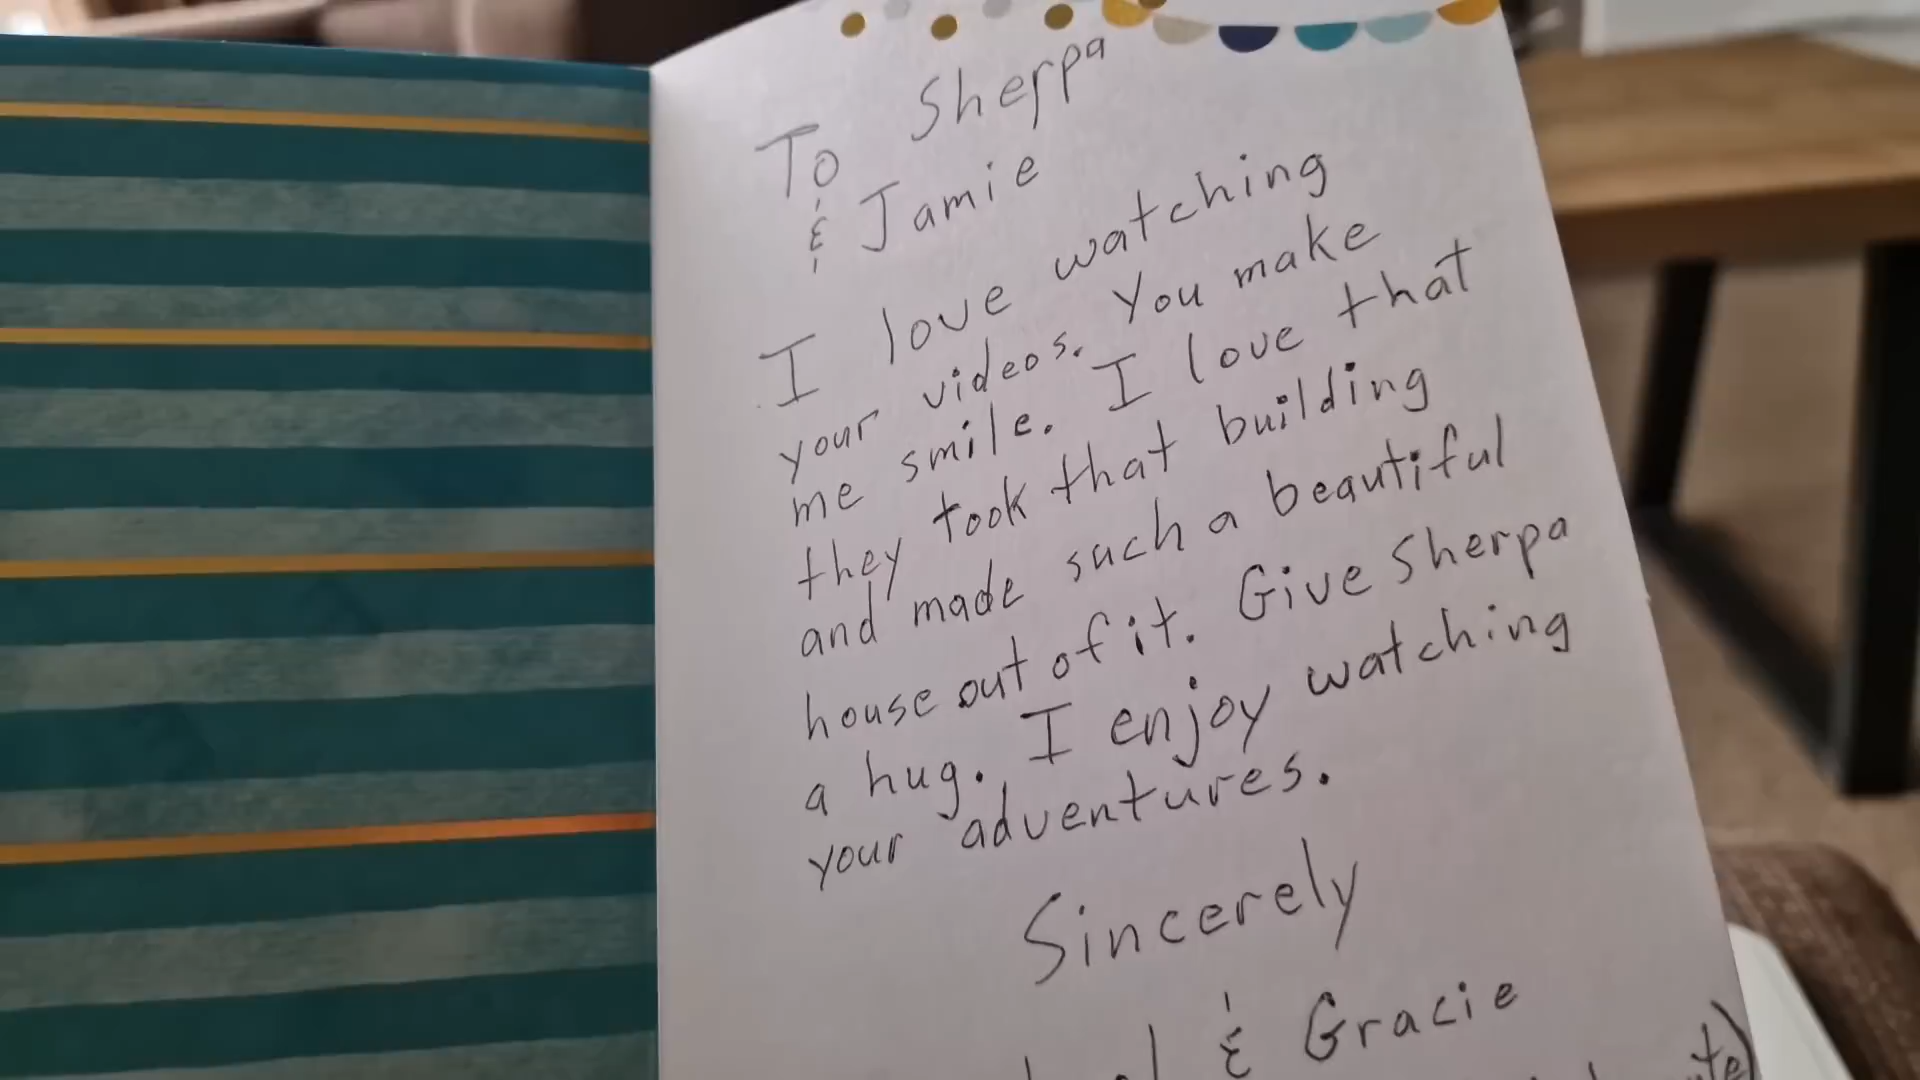 To Sherpa
& Jamie
I love watching
your videos. You make
me smile. I love that
they took that building
and made such a beautiful
house out of it. Give Sherpa
a hug. I enjoy watching
your adventures.
Sincerely
& Gracie